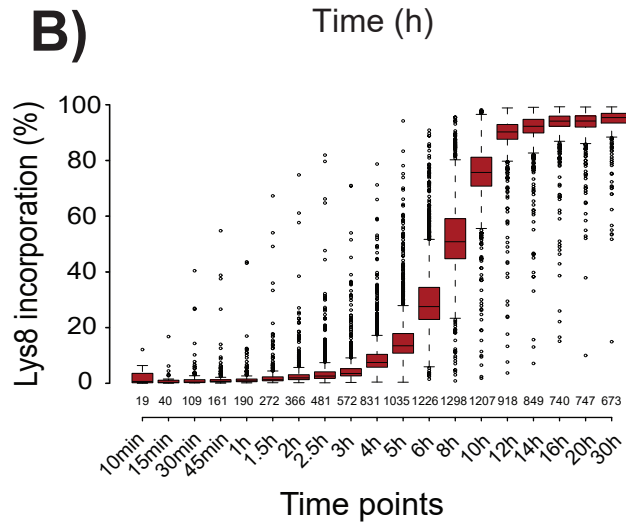 B)
Time (h)
Lys8 incorporation (%)
100
80
60
40
20
0
19 40 109 161 190 272 366 481 572 831 1035 1226 1298 1207 918 849 740 747 673
10min 15min 30min 45min 1h 1.5h 2h 2.5h 3h 4h 5h 6h 8h 10h 12h 14h 16h 20h 30h
Time points